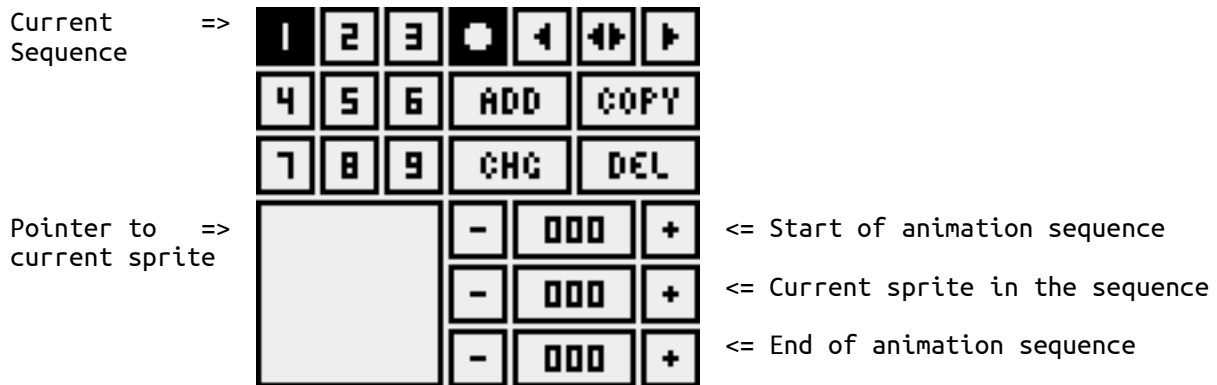 Current => 1 2 3
Sequence
4 5 6 ADD COPY
7 8 9 CHG DEL
Pointer to => - 000 + <= Start of animation sequence
current sprite
- 000 + <= Current sprite in the sequence
- 000 + <= End of animation sequence